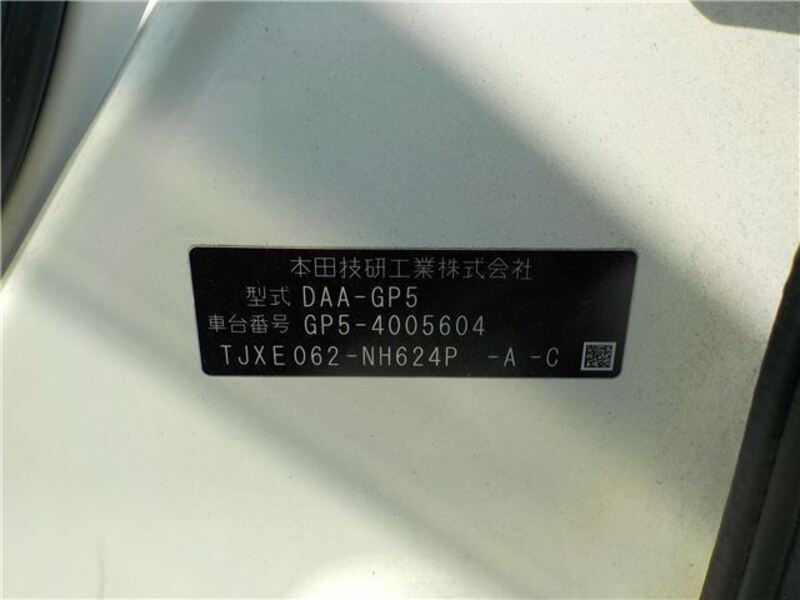 本田技研工業株式会社
型式 DAA-GP5
車台番号 GP5-4005604
TJXE062-NH624P -A -C